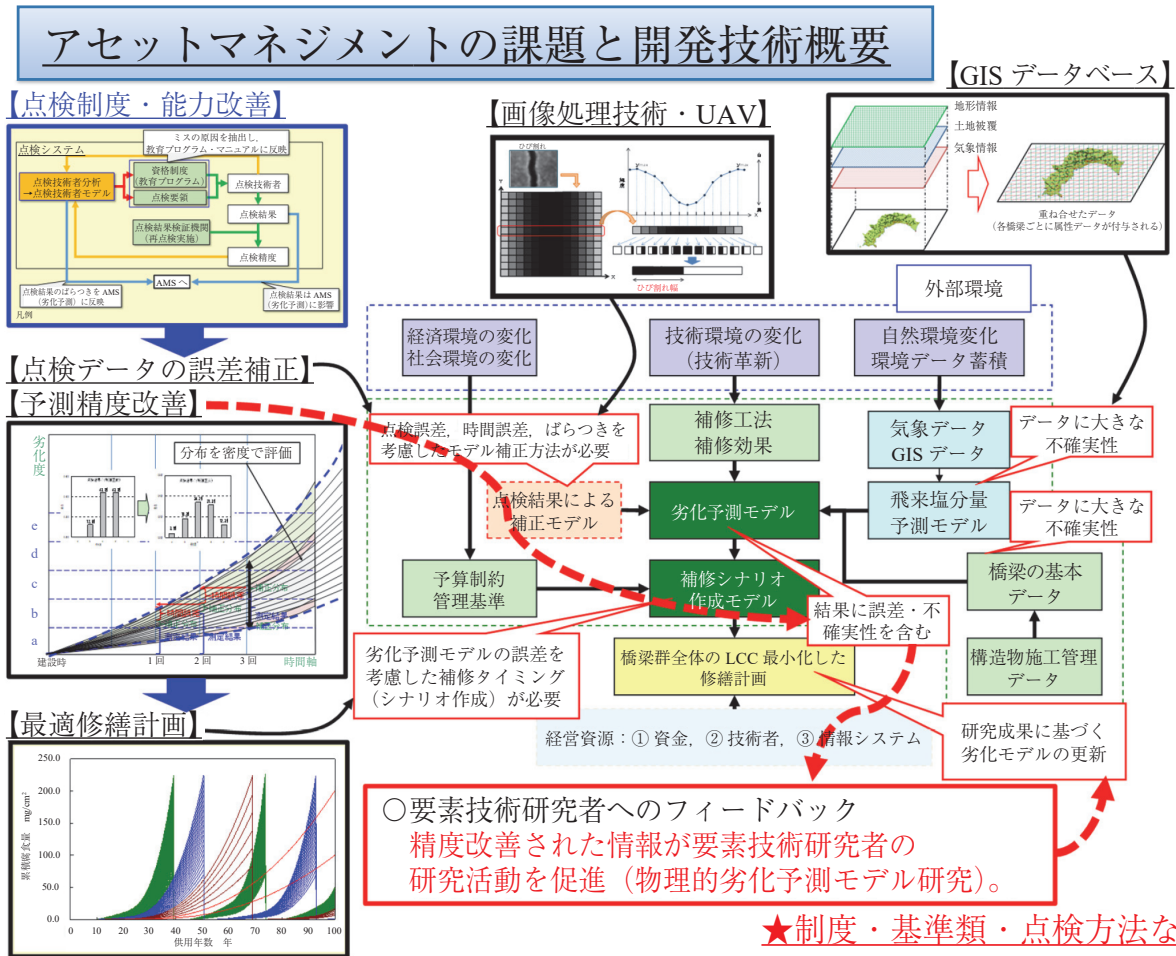 アセットマネジメントの課題と開発技術概要
【点検制度・能力改善】
ミスの原因を抽出し,
教育プログラム・マニュアルに反映
点検システム
点検技術者分析
→点検技術者モデル
資格制度
(教育プログラム)
点検要領
点検技術者
点検結果
点検結果検証機関
(再点検実施)
点検精度
AMSへ
点検結果のばらつきを AMS
(劣化予測)に反映
点検結果は AMS
(劣化予測)に影響
凡例
【画像処理技術・UAV】
ひび割れ
Y
X
輝度
白
黒
X
ひび割れ幅
【GIS データベース】
地形情報
土地被覆
気象情報
重ね合せたデータ
(各橋梁ごとに属性データが付与される)
外部環境
経済環境の変化
社会環境の変化
技術環境の変化
(技術革新)
自然環境変化
環境データ蓄積
【点検データの誤差補正】
【予測精度改善】
劣化度
分布を密度で評価
e
d
c
b
a
建設時
1回
2回
3回
時間軸
測定結果
測定結果
点検誤差,時間誤差,ばらつきを
考慮したモデル補正方法が必要
補修工法
補修効果
気象データ
GIS データ
データに大きな
不確実性
点検結果による
補正モデル
劣化予測モデル
飛来塩分量
予測モデル
データに大きな
不確実性
予算制約
管理基準
補修シナリオ
作成モデル
結果に誤差・不
確実性を含む
橋梁の基本
データ
劣化予測モデルの誤差を
考慮した補修タイミング
(シナリオ作成)が必要
橋梁群全体の LCC 最小化した
修繕計画
構造物施工管理
データ
経営資源:① 資金,② 技術者,③ 情報システム
研究成果に基づく
劣化モデルの更新
【最適修繕計画】
累積腐食量 mg/cm²
250.0
200.0
150.0
100.0
50.0
0.0
0 10 20 30 40 50 60 70 80 90 100
供用年数 年
○要素技術研究者へのフィードバック
精度改善された情報が要素技術研究者の
研究活動を促進(物理的劣化予測モデル研究)。
★制度・基準類・点検方法な